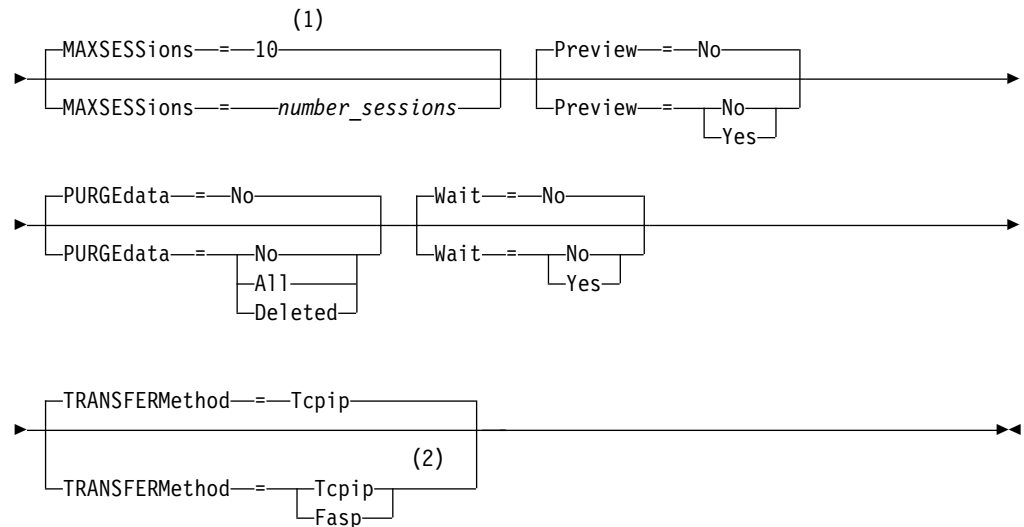 (1)
MAXSESSions = 10 Preview = No
MAXSESSions = number_sessions Preview = No
Yes
PURGEdata = No Wait = No
PURGEdata = No Wait = No
All Yes
Deleted
TRANSFERMethod = Tcpip
(2)
TRANSFERMethod = Tcpip
Fasp